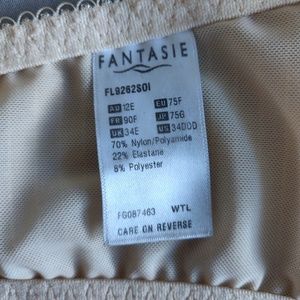 FANTASIE
FL9262SOI
AU 12E EU 75F
FR 90F JP 75G
UK 34E US 34DDD
70% Nylon/Polyamide
22% Elastane
8% Polyester
FG087463 WTL
CARE ON REVERSE